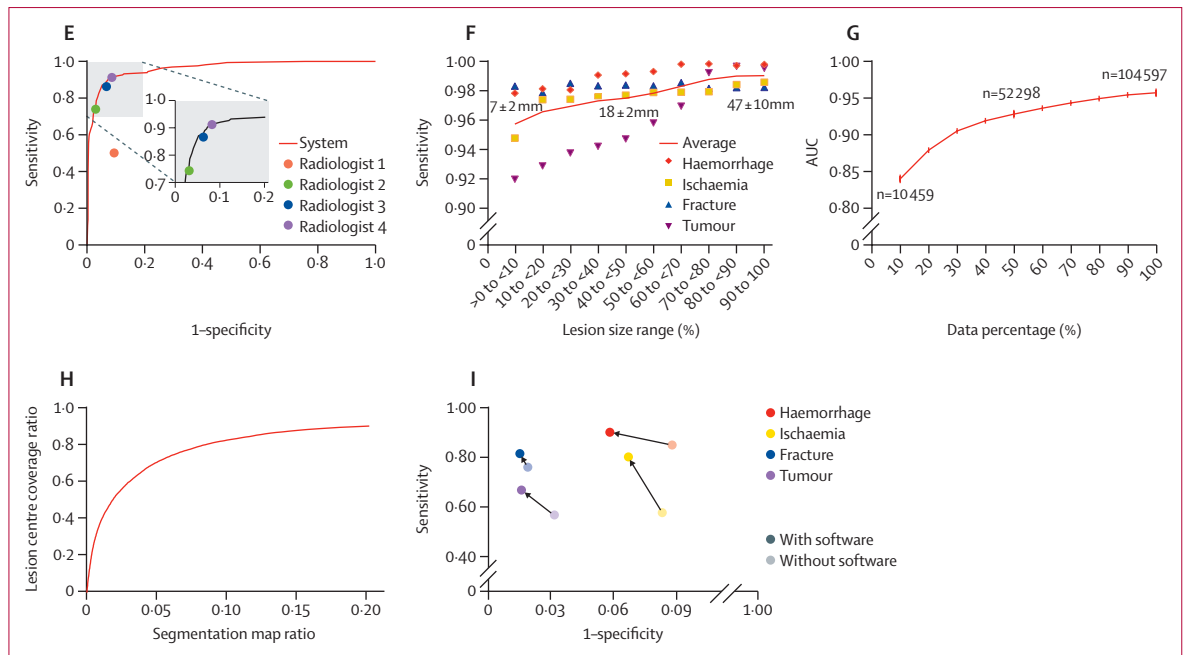 E
1·0
0·8
0·6
0·4
0·2
0
Sensitivity
0
0·2
0·4
0·6
0·8
1·0
1–specificity
1·0
0·9
0·8
0·7
0
0·1
0·2
System
Radiologist 1
Radiologist 2
Radiologist 3
Radiologist 4
F
1·00
0·98
0·96
0·94
0·92
0·90
0
Sensitivity
7±2mm
18±2mm
47±10mm
Average
Haemorrhage
Ischaemia
Fracture
Tumour
0
>0 to <10
10 to <20
20 to <30
30 to <40
40 to <50
50 to <60
60 to <70
70 to <80
80 to <90
90 to 100
Lesion size range (%)
G
1·00
0·95
0·90
0·85
0·80
0
AUC
n=10459
n=52298
n=104597
0
10
20
30
40
50
60
70
80
90
100
Data percentage (%)
H
1·0
0·8
0·6
0·4
0·2
0
Lesion centre coverage ratio
0
0·05
0·10
0·15
0·20
Segmentation map ratio
I
1·00
0·80
0·60
0·40
0
Sensitivity
0
0·03
0·06
0·09
1·00
1–specificity
Haemorrhage
Ischaemia
Fracture
Tumour
With software
Without software